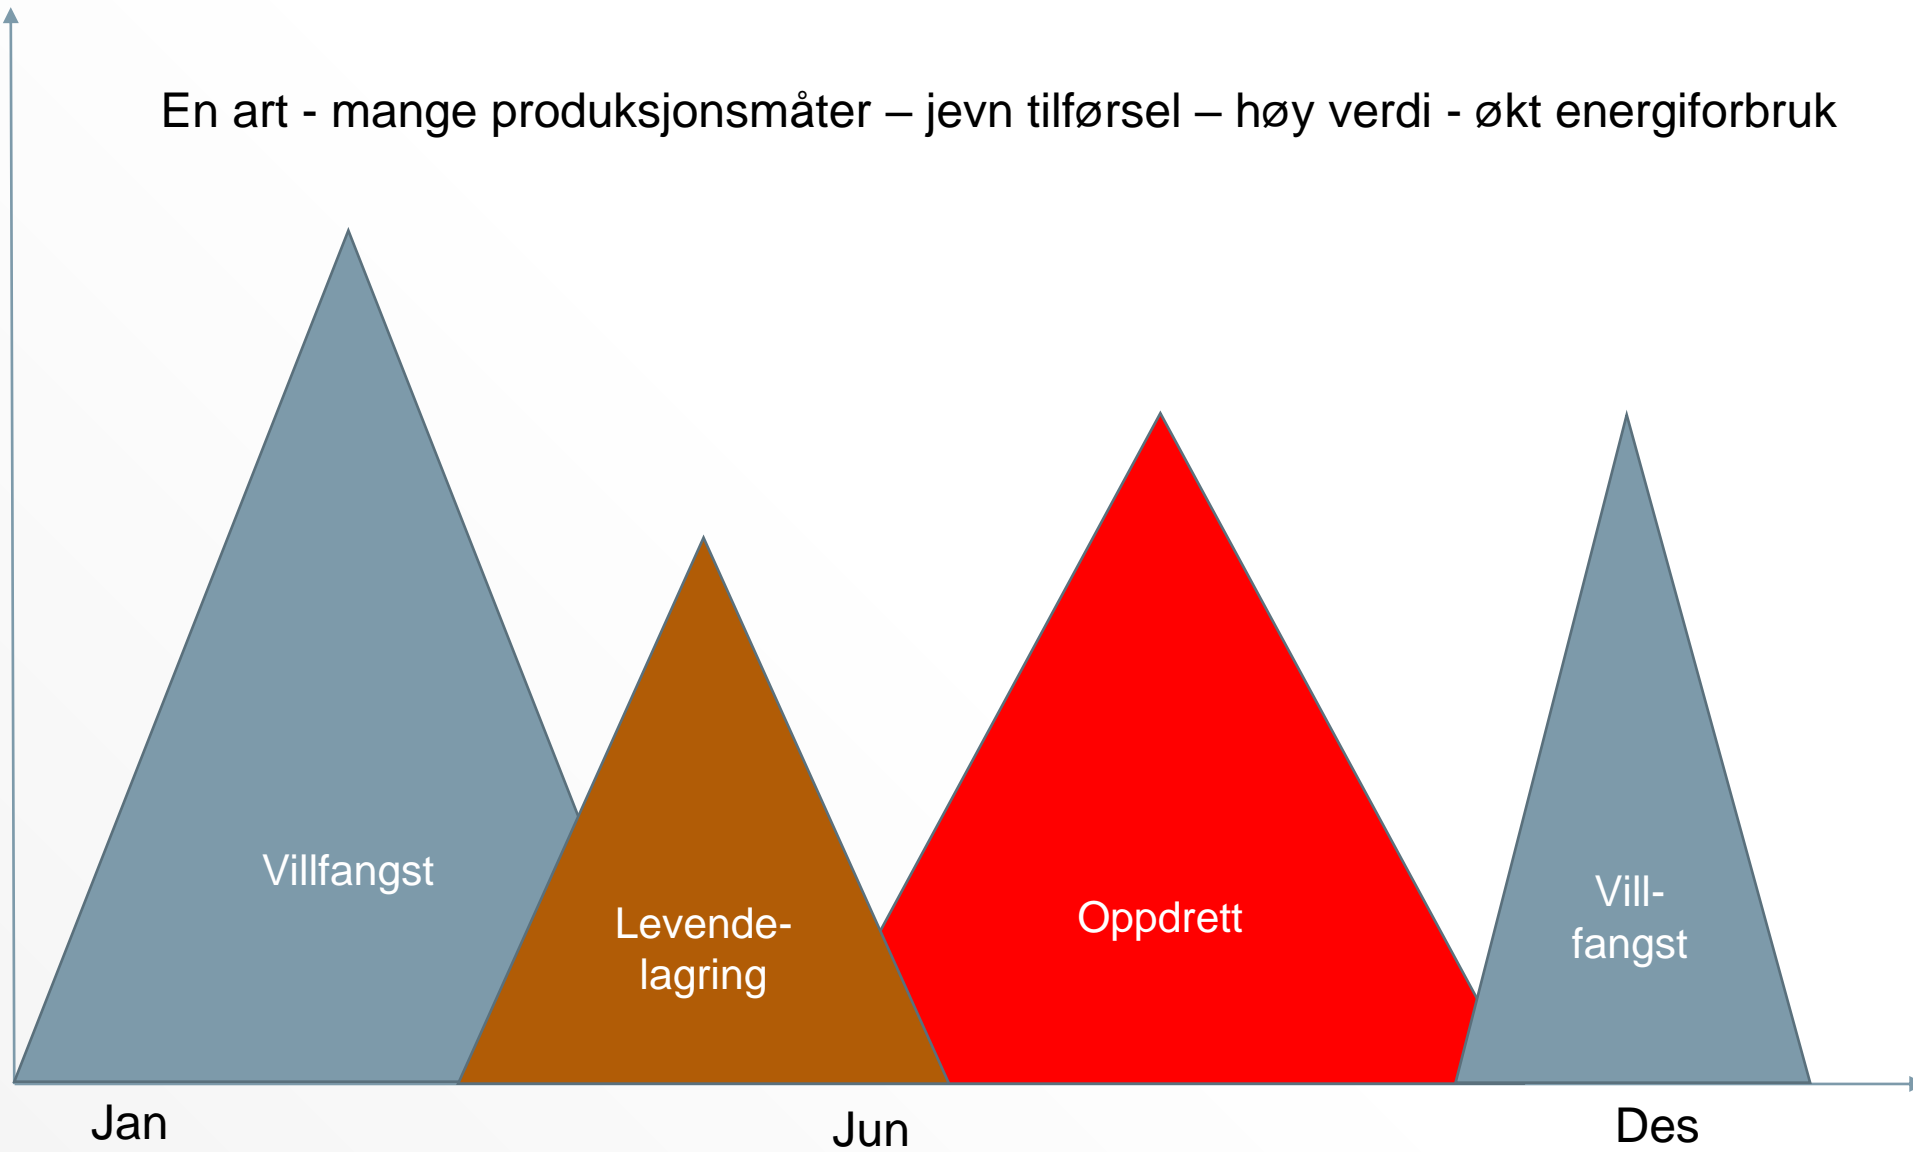 En art - mange produksjonsmåter – jevn tilførsel – høy verdi - økt energiforbruk
Villfangst
Levende-
lagring
Oppdrett
Vill-
fangst
Jan
Jun
Des